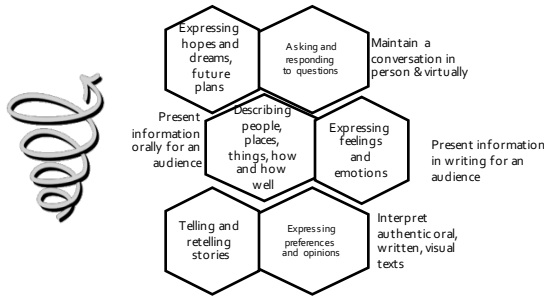 Expressing
hopes and
dreams,
future
plans
Asking and
responding
to questions
Maintain a
conversation in
person & virtually
Present
information
orally for an
audience
Describing
people,
places,
things, how
and how
well
Expressing
feelings
and
emotions
Present information
in writing for an
audience
Telling and
retelling
stories
Expressing
preferences
and opinions
Interpret
authentic oral,
written, visual
texts